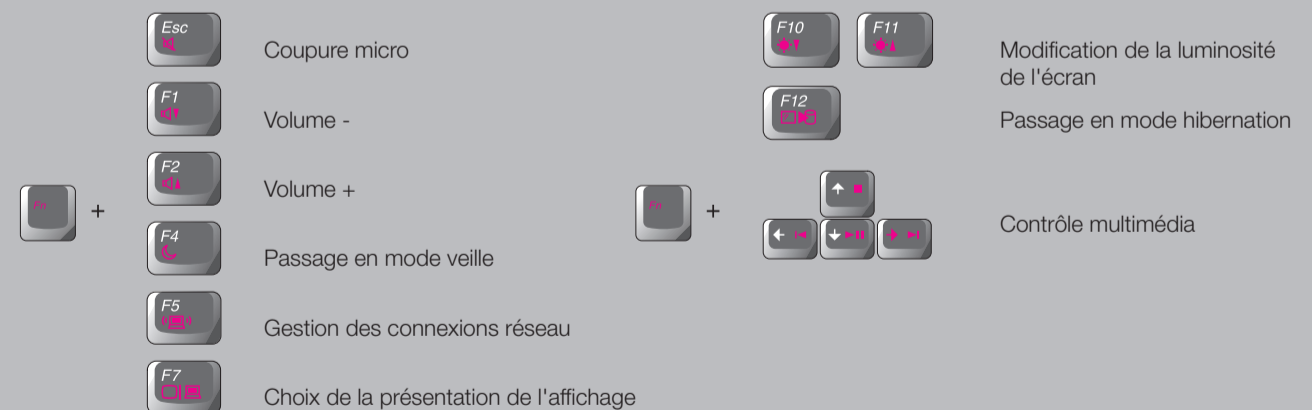 Fn
+
Esc
Coupure micro
F1
Volume -
F2
Volume +
F4
Passage en mode veille
F5
Gestion des connexions réseau
F7
Choix de la présentation de l'affichage
Fn
+
F10
F11
Modification de la luminosité
de l'écran
F12
Passage en mode hibernation
Contrôle multimédia